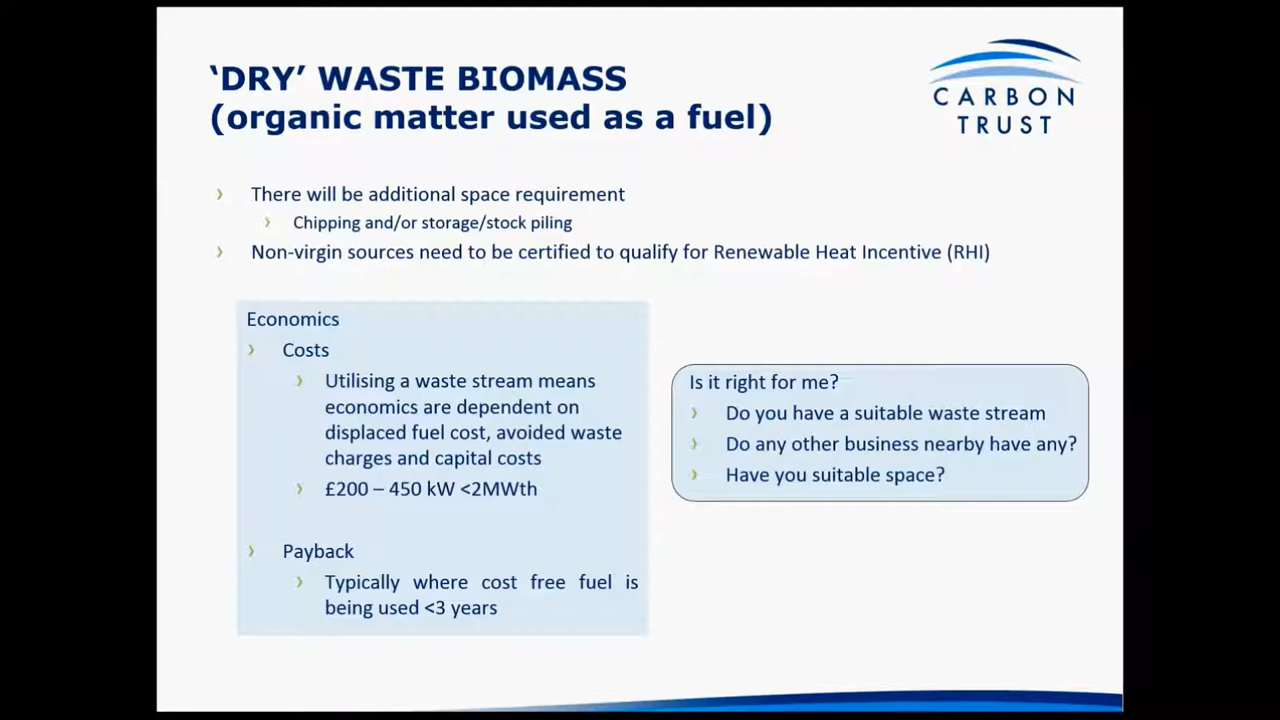 ‘DRY’ WASTE BIOMASS
(organic matter used as a fuel)
CARBON
TRUST
There will be additional space requirement
Chipping and/or storage/stock piling
Non-virgin sources need to be certified to qualify for Renewable Heat Incentive (RHI)
Economics
Costs
Utilising a waste stream means
economics are dependent on
displaced fuel cost, avoided waste
charges and capital costs
£200 – 450 kW <2MWth
Payback
Typically where cost free fuel is
being used <3 years
Is it right for me?
Do you have a suitable waste stream
Do any other business nearby have any?
Have you suitable space?